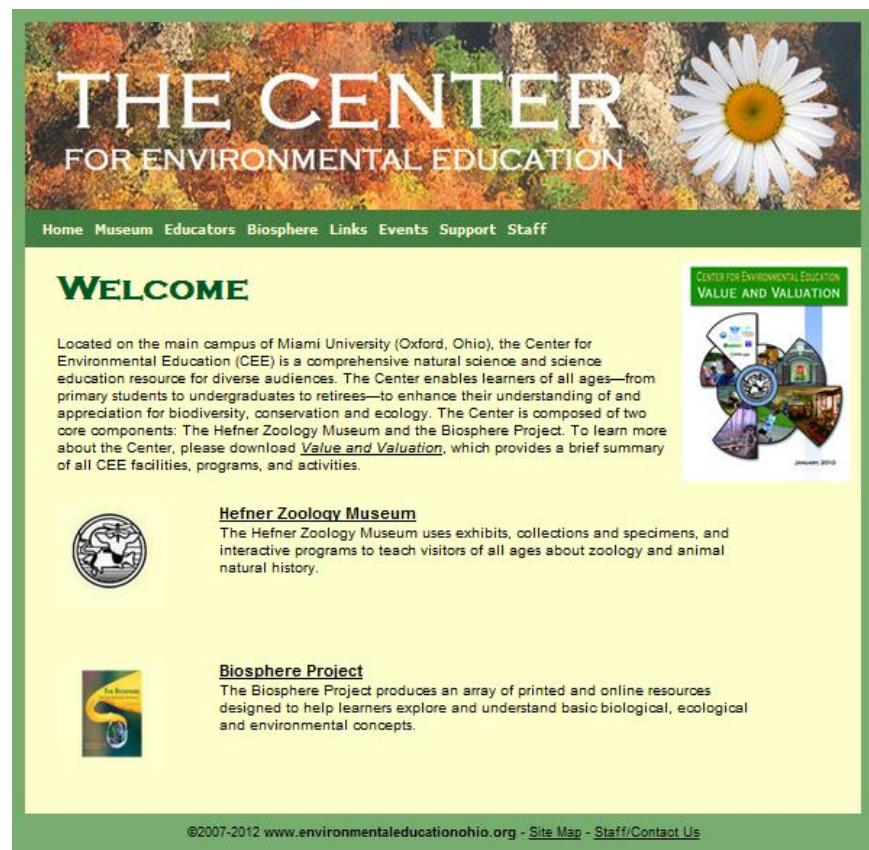 THE CENTER
FOR ENVIRONMENTAL EDUCATION
Home Museum Educators Biosphere Links Events Support Staff
WELCOME
CENTER FOR ENVIRONMENTAL EDUCATION
VALUE AND VALUATION
JANUARY, 2010
Located on the main campus of Miami University (Oxford, Ohio), the Center for
Environmental Education (CEE) is a comprehensive natural science and science
education resource for diverse audiences. The Center enables learners of all ages—from
primary students to undergraduates to retirees—to enhance their understanding of and
appreciation for biodiversity, conservation and ecology. The Center is composed of two
core components: The Hefner Zoology Museum and the Biosphere Project. To learn more
about the Center, please download Value and Valuation, which provides a brief summary
of all CEE facilities, programs, and activities.
Hefner Zoology Museum
The Hefner Zoology Museum uses exhibits, collections and specimens, and
interactive programs to teach visitors of all ages about zoology and animal
natural history.
THE BIOSPHERE
Biosphere Project
The Biosphere Project produces an array of printed and online resources
designed to help learners explore and understand basic biological, ecological
and environmental concepts.
©2007-2012 www.environmentaleducationohio.org - Site Map - Staff/Contact Us